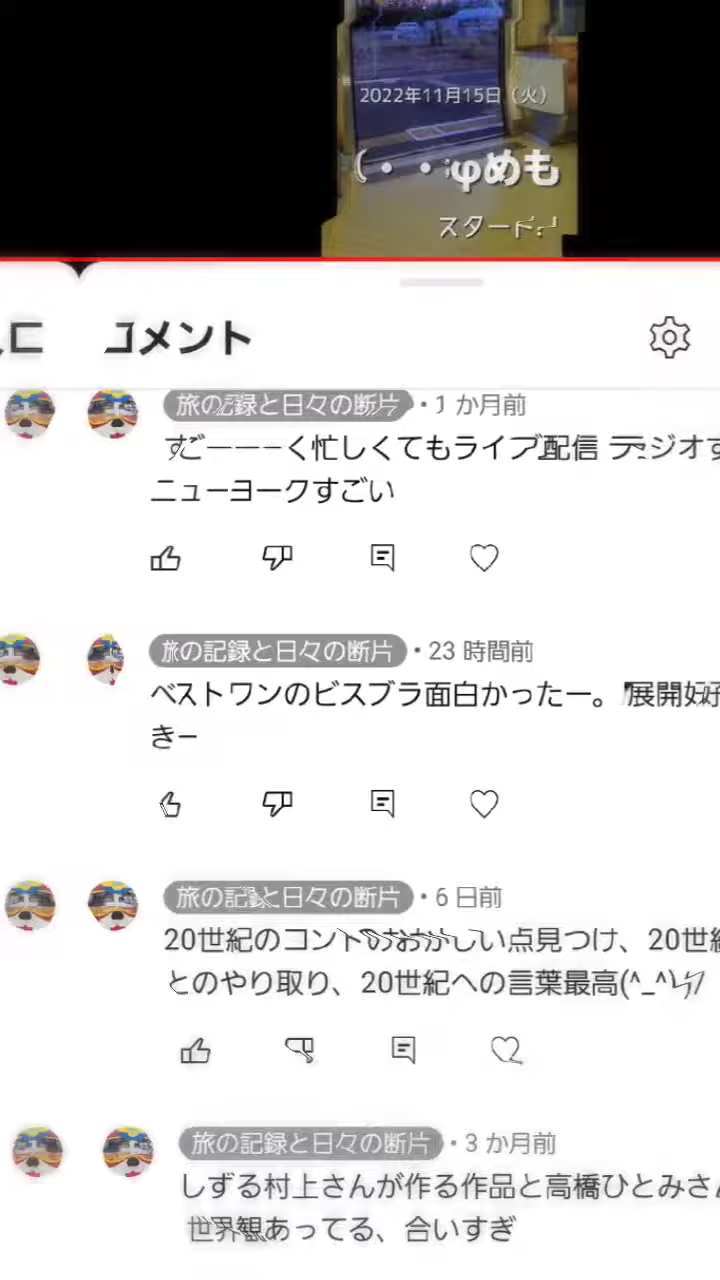 2022年11月15日（火）
(・・;φめも
スタート
コメント
旅の記録と日々の断片・1 か月前
すごーーーく忙しくてもライブ配信 ラジオす
ニューヨークすごい
旅の記録と日々の断片・23 時間前
ベストワンのビスブラ面白かったー。展開好
きー
旅の記録と日々の断片・6 日前
20世紀のコントのおかしい点見つけ、20世紀
とのやり取り、20世紀への言葉最高(^_^)
旅の記録と日々の断片・3 か月前
しずる村上さんが作る作品と高橋ひとみさん
世界観あってる、合いすぎ